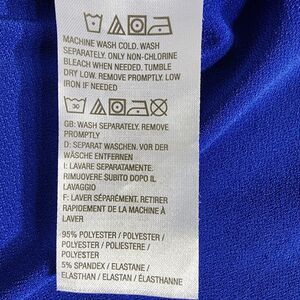 MACHINE WASH COLD. WASH
SEPARATELY. ONLY NON-CHLORINE
BLEACH WHEN NEEDED. TUMBLE
DRY LOW. REMOVE PROMPTLY. LOW
IRON IF NEEDED
30
GB: WASH SEPARATELY. REMOVE
PROMPTLY
D: SEPARAT WASCHEN. VOR DER
WÄSCHE ENTFERNEN
I: LAVARE SEPARATAMENTE.
RIMUOVERE SUBITO DOPO IL
LAVAGGIO
F: LAVER SÉPARÉMENT. RETIRER
RAPIDEMENT DE LA MACHINE À
LAVER
95% POLYESTER / POLYESTER /
POLYESTER / POLIESTERE /
POLYESTER
5% SPANDEX / ELASTANE /
ELASTHAN / ELASTAN / ÉLASTHANNE